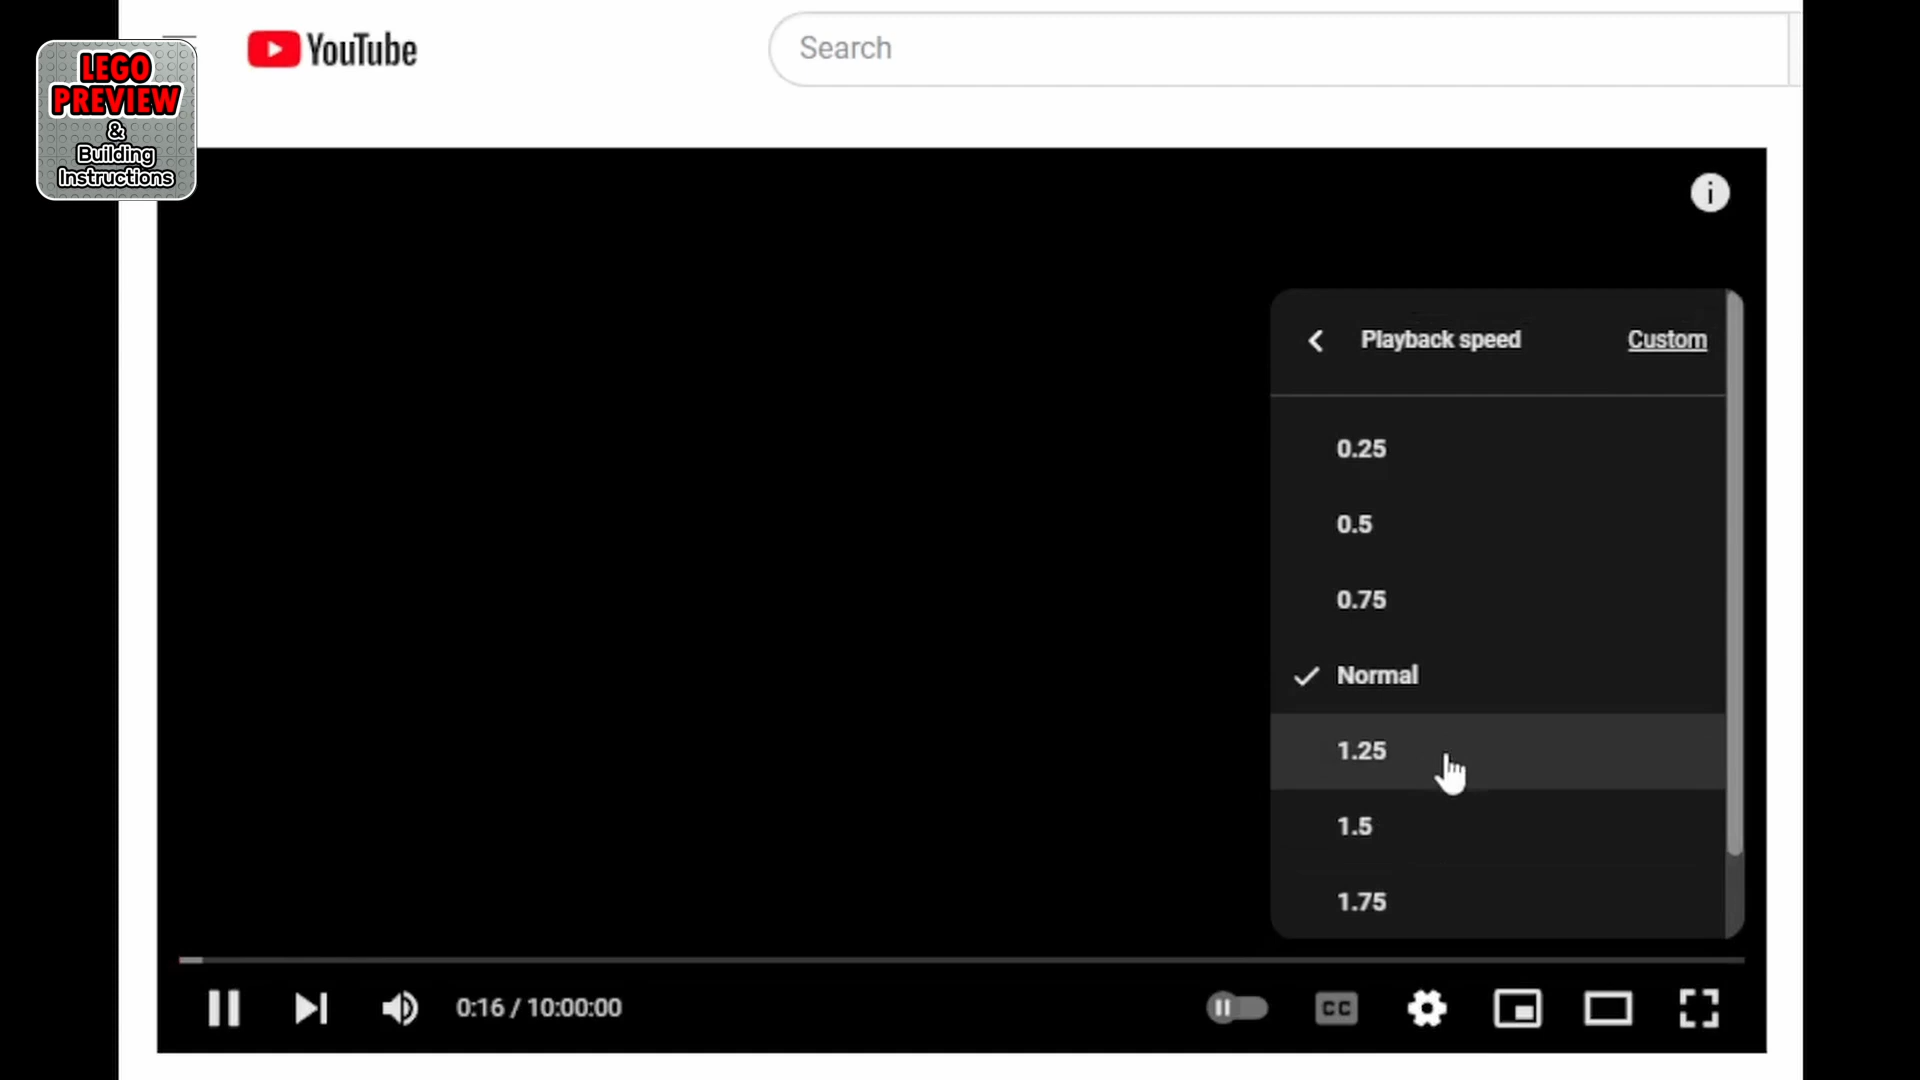 LEGO
PREVIEW
&
Building
Instructions
YouTube
Search
i
Playback speed
Custom
0.25
0.5
0.75
Normal
1.25
1.5
1.75
0:16 / 10:00:00
CC